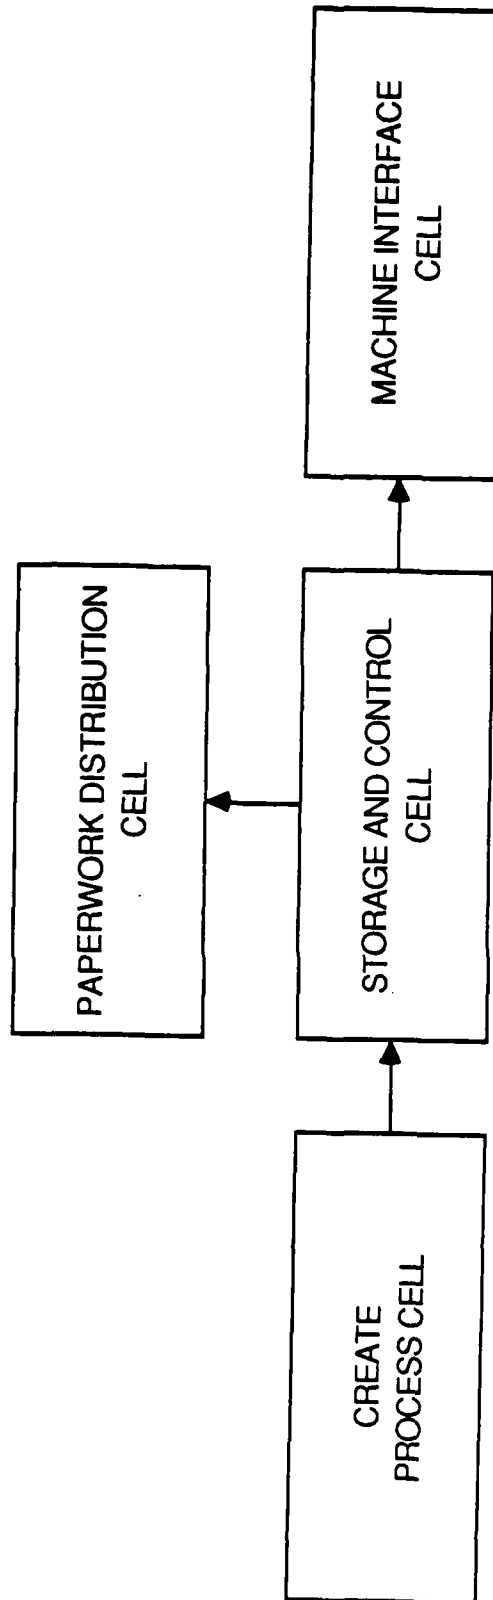 PAPERWORK DISTRIBUTION
CELL
CREATE
PROCESS CELL
STORAGE AND CONTROL
CELL
MACHINE INTERFACE
CELL